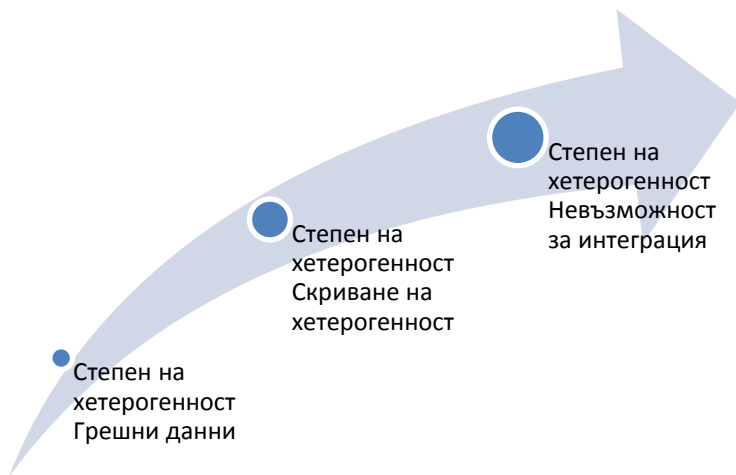 Степен на
хетерогенност
Невъзможност
за интеграция
Степен на
хетерогенност
Скриване на
хетерогенност
Степен на
хетерогенност
Грешни данни